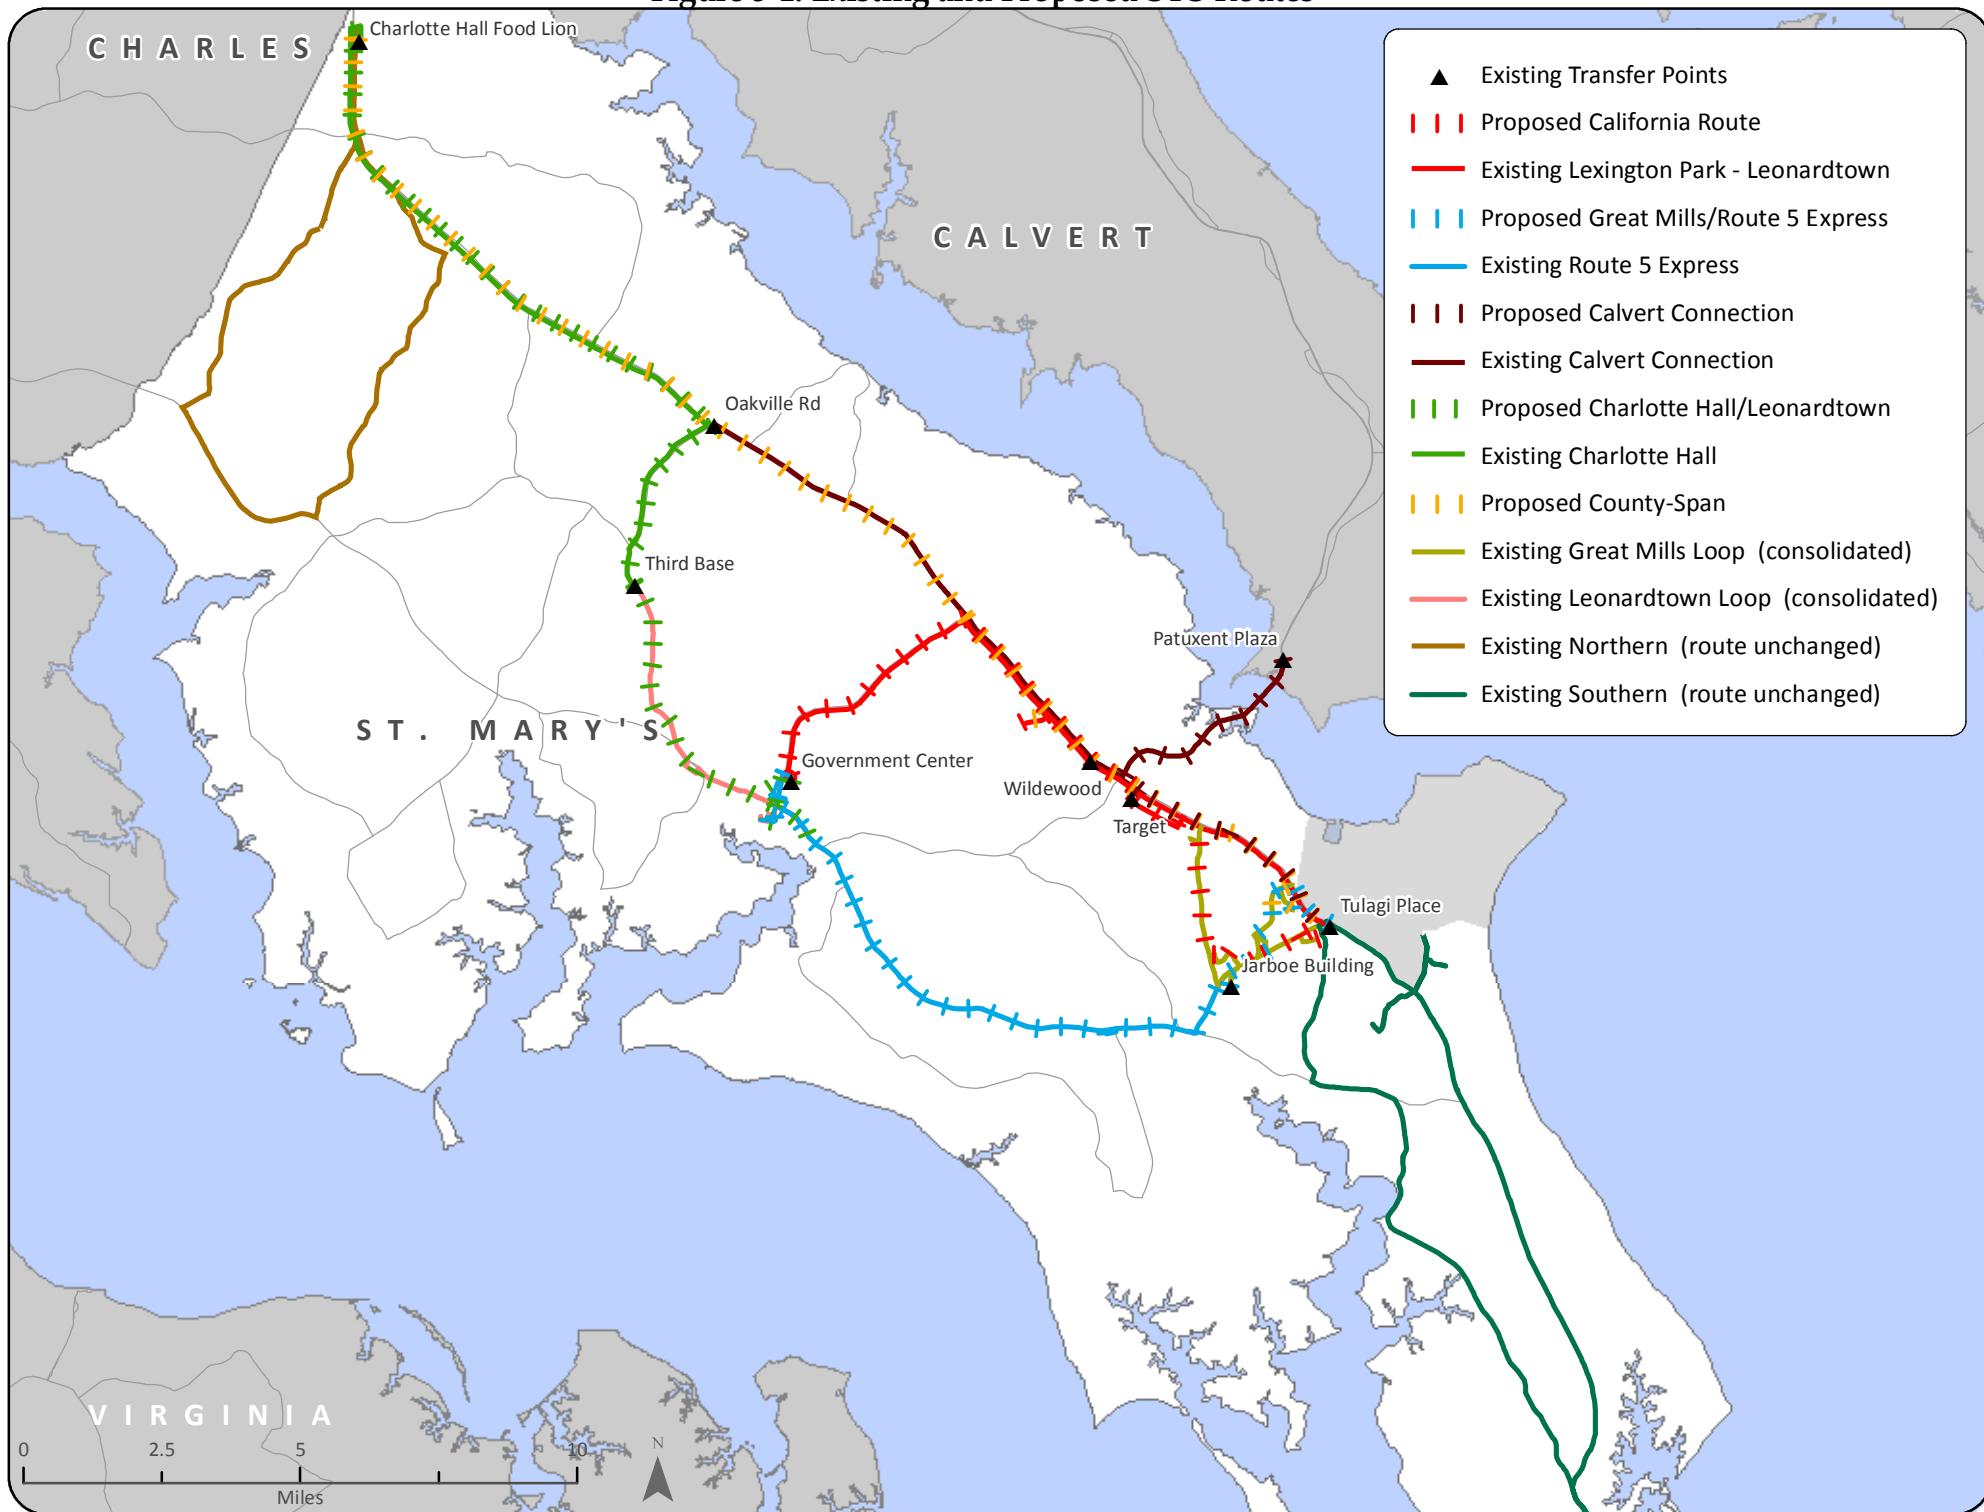 Charlotte Hall Food Lion
CHARLES
Existing Transfer Points
Proposed California Route
Existing Lexington Park - Leonardtown
Proposed Great Mills/Route 5 Express
Existing Route 5 Express
Proposed Calvert Connection
Existing Calvert Connection
Proposed Charlotte Hall/Leonardtown
Existing Charlotte Hall
Proposed County-Span
Existing Great Mills Loop (consolidated)
Existing Leonardtown Loop (consolidated)
Existing Northern (route unchanged)
Existing Southern (route unchanged)
CALVERT
Oakville Rd
Third Base
Patuxent Plaza
ST. MARY'S
Government Center
Wildewood
Target
Tulagi Place
Jarboe Building
VIRGINIA
0 2.5 5 10
Miles
N